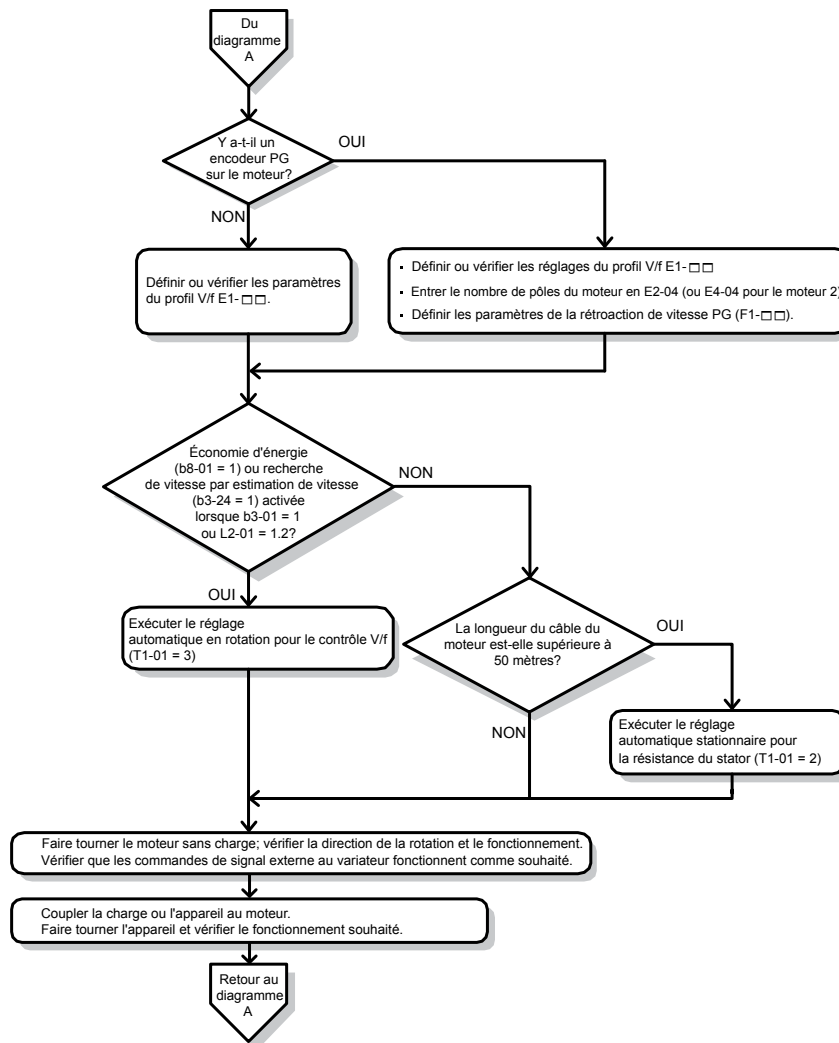 Du
diagramme
A
Y a-t-il un
encodeur PG
sur le moteur?
OUI
NON
Définir ou vérifier les paramètres
du profil V/f E1-□□.
• Définir ou vérifier les réglages du profil V/f E1-□□
• Entrer le nombre de pôles du moteur en E2-04 (ou E4-04 pour le moteur 2)
• Définir les paramètres de la rétroaction de vitesse PG (F1-□□).
Économie d'énergie
(b8-01 = 1) ou recherche
de vitesse par estimation de vitesse
(b3-24 = 1) activée
lorsque b3-01 = 1
ou L2-01 = 1.2?
NON
OUI
Exécuter le réglage
automatique en rotation pour le contrôle V/f
(T1-01 = 3)
La longueur du câble du
moteur est-elle supérieure à
50 mètres?
OUI
NON
Exécuter le réglage
automatique stationnaire pour
la résistance du stator (T1-01 = 2)
Faire tourner le moteur sans charge; vérifier la direction de la rotation et le fonctionnement.
Vérifier que les commandes de signal externe au variateur fonctionnent comme souhaité.
Coupler la charge ou l'appareil au moteur.
Faire tourner l'appareil et vérifier le fonctionnement souhaité.
Retour au
diagramme
A